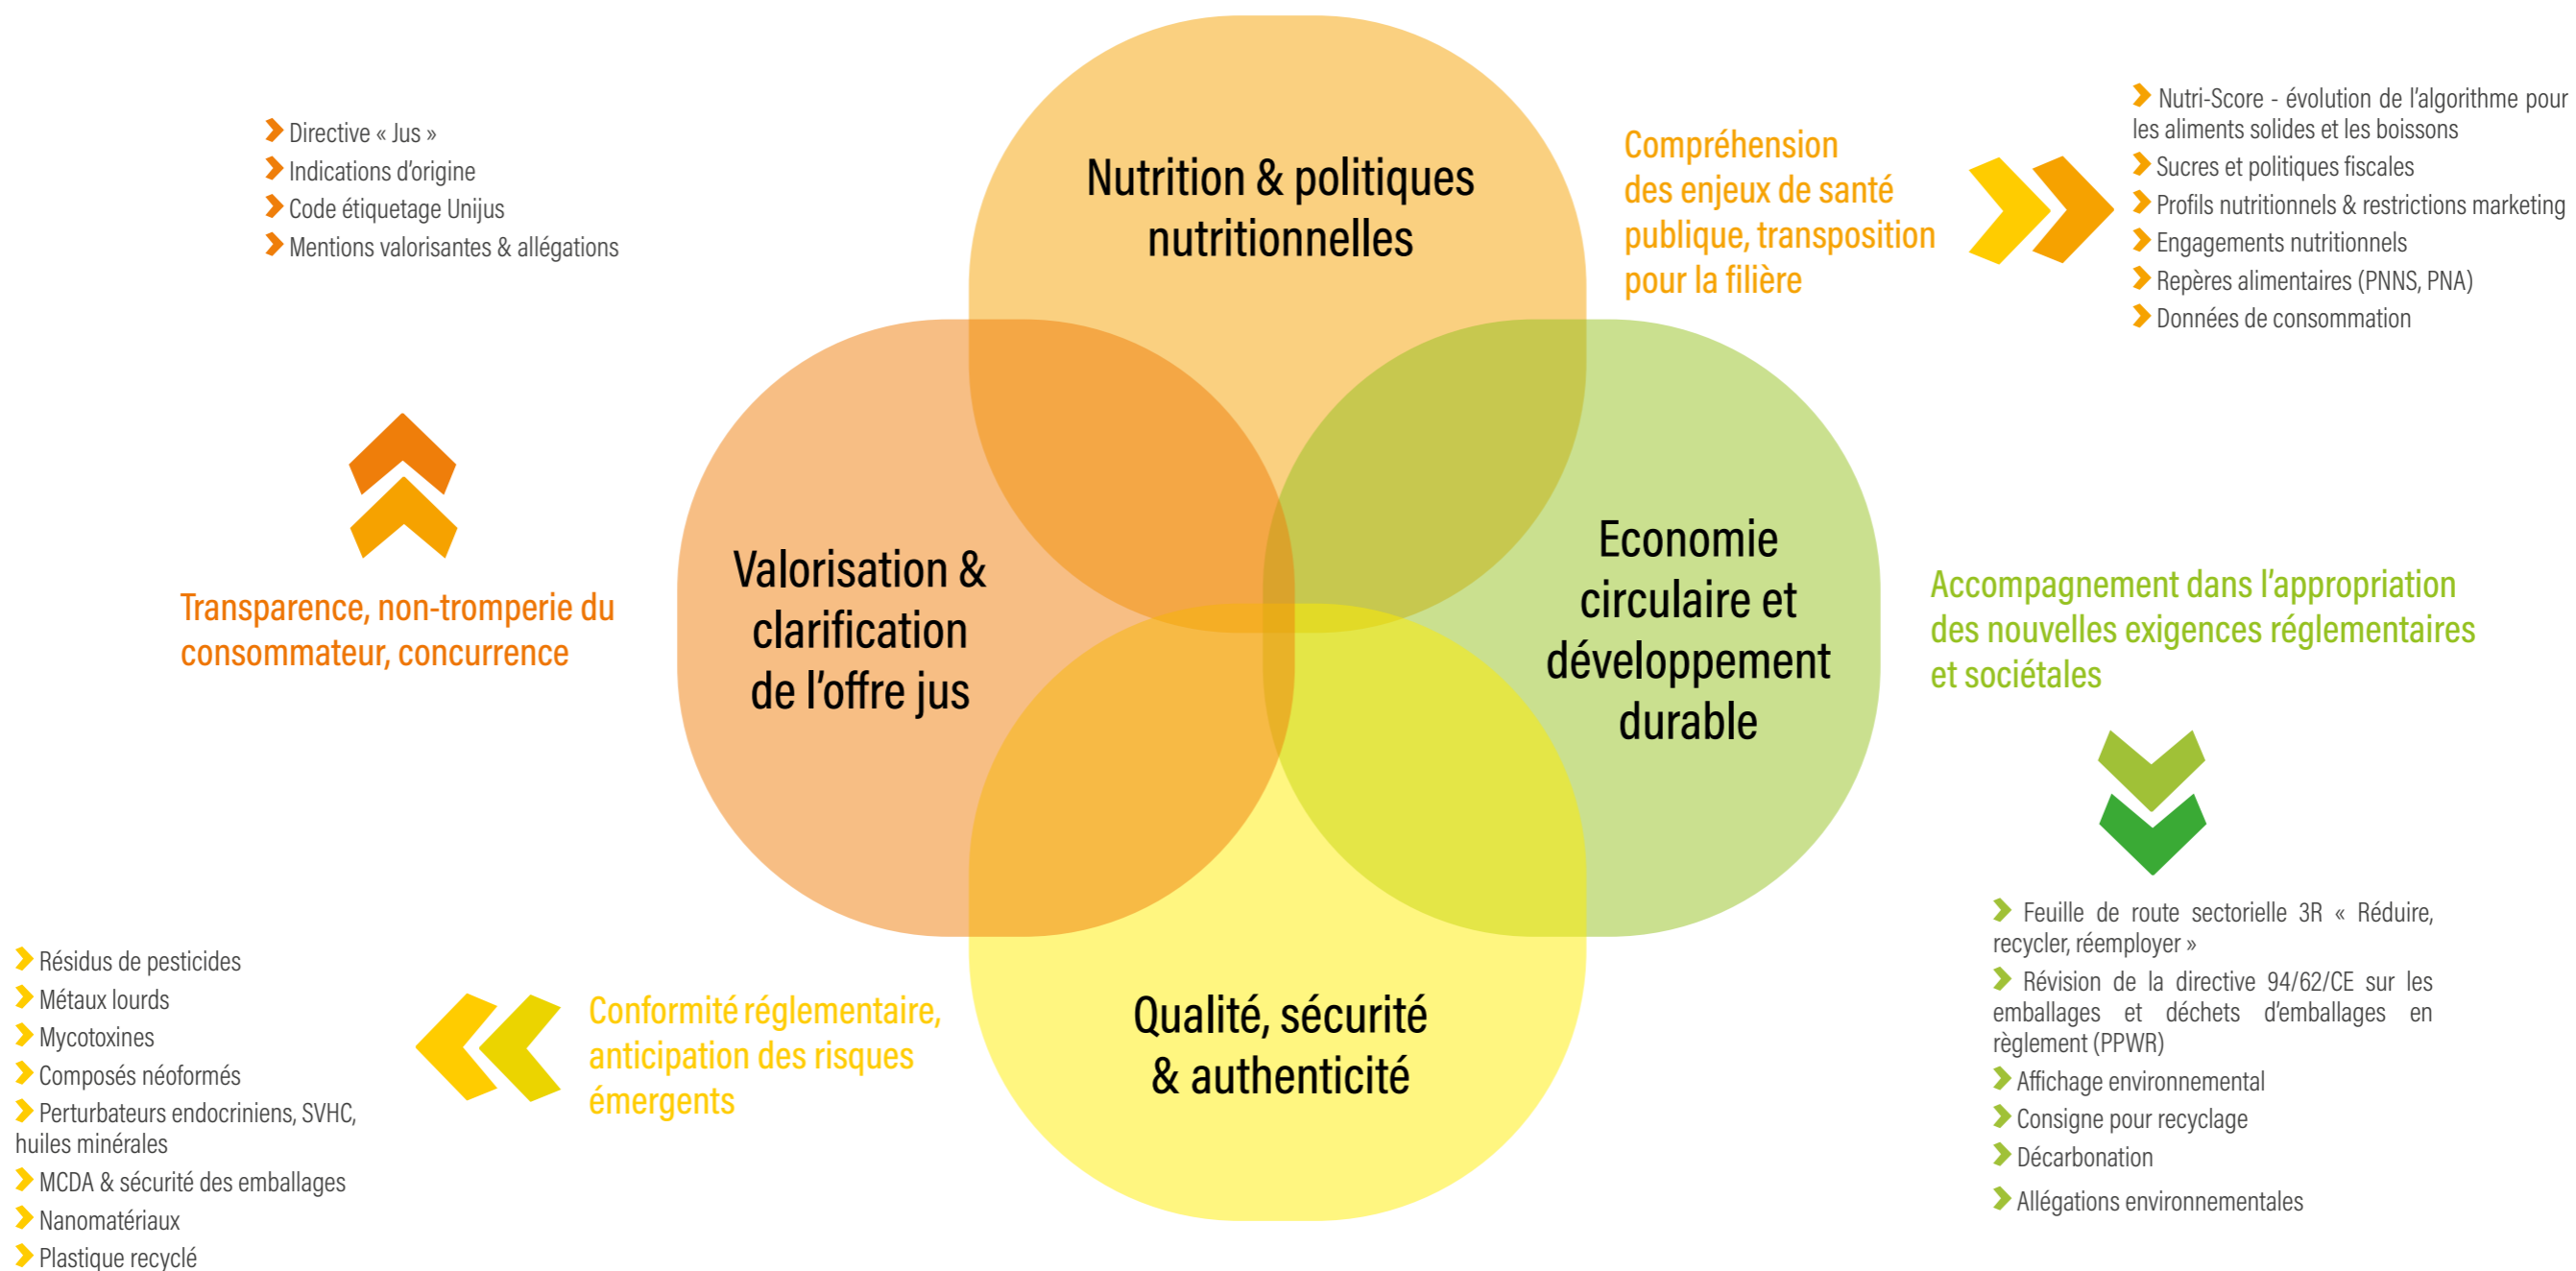 Nutrition & politiques
nutritionnelles
Compréhension
des enjeux de santé
publique, transposition
pour la filière
Nutri-Score - évolution de l'algorithme pour
les aliments solides et les boissons
Sucres et politiques fiscales
Profils nutritionnels & restrictions marketing
Engagements nutritionnels
Repères alimentaires (PNNS, PNA)
Données de consommation
Directive « Jus »
Indications d'origine
Code étiquetage Unijus
Mentions valorisantes & allégations
Transparence, non-tromperie du
consommateur, concurrence
Valorisation &
clarification
de l'offre jus
Economie
circulaire et
développement
durable
Accompagnement dans l'appropriation
des nouvelles exigences réglementaires
et sociétales
Feuille de route sectorielle 3R « Réduire,
recycler, réemployer »
Révision de la directive 94/62/CE sur les
emballages et déchets d'emballages en
règlement (PPWR)
Affichage environnemental
Consigne pour recyclage
Décarbonation
Allégations environnementales
Qualité, sécurité
& authenticité
Conformité réglementaire,
anticipation des risques
émergents
Résidus de pesticides
Métaux lourds
Mycotoxines
Composés néoformés
Perturbateurs endocriniens, SVHC,
huiles minérales
MCDA & sécurité des emballages
Nanomatériaux
Plastique recyclé